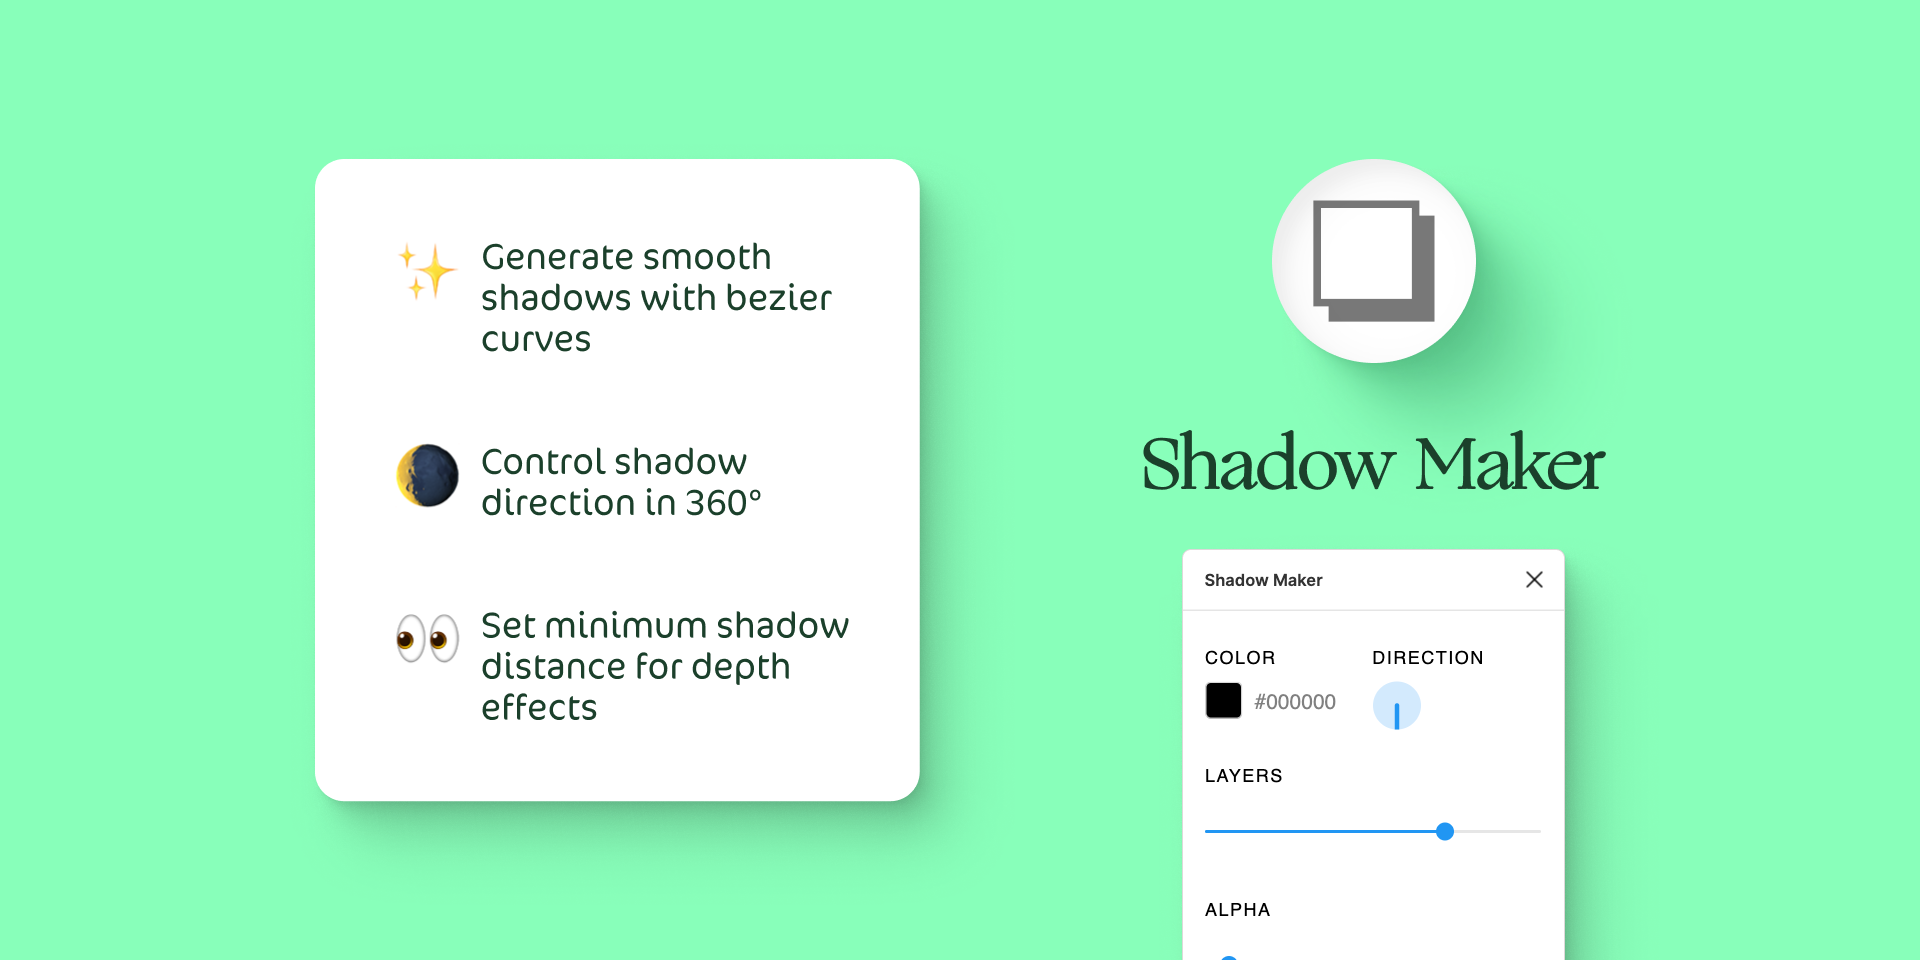 Generate smooth
shadows with bezier
curves
Control shadow
direction in 360°
Set minimum shadow
distance for depth
effects
Shadow Maker
Shadow Maker
COLOR
DIRECTION
#000000
LAYERS
ALPHA